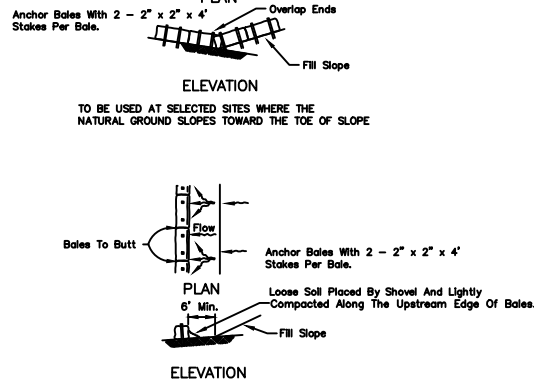 PLAN
Anchor Bales With 2 - 2" x 2" x 4'
Stakes Per Bale.
Overlap Ends
Fill Slope
ELEVATION
TO BE USED AT SELECTED SITES WHERE THE
NATURAL GROUND SLOPES TOWARD THE TOE OF SLOPE
Flow
Bales To Butt
Anchor Bales With 2 - 2" x 2" x 4'
Stakes Per Bale.
PLAN
6' Min.
Loose Soil Placed By Shovel And Lightly
Compacted Along The Upstream Edge Of Bales.
Fill Slope
ELEVATION